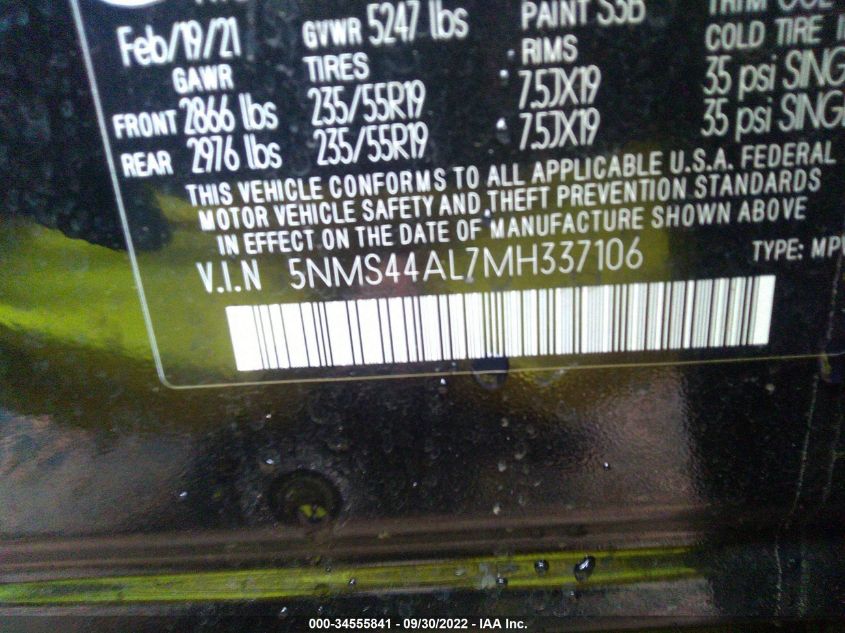 Feb/19/21 GVWR 5247 lbs PAINT S3B
GAWR TIRES RIMS COLD TIRE
FRONT 2866 lbs 235/55R19 7.5JX19 35 psi
REAR 2976 lbs 235/55R19 7.5JX19 35 psi
THIS VEHICLE CONFORMS TO ALL APPLICABLE U.S.A. FEDERAL
MOTOR VEHICLE SAFETY AND THEFT PREVENTION STANDARDS
IN EFFECT ON THE DATE OF MANUFACTURE SHOWN ABOVE
V.I.N 5NMS44AL7MH337106 TYPE: MPV
000-34555841 - 09/30/2022 - IAA Inc.